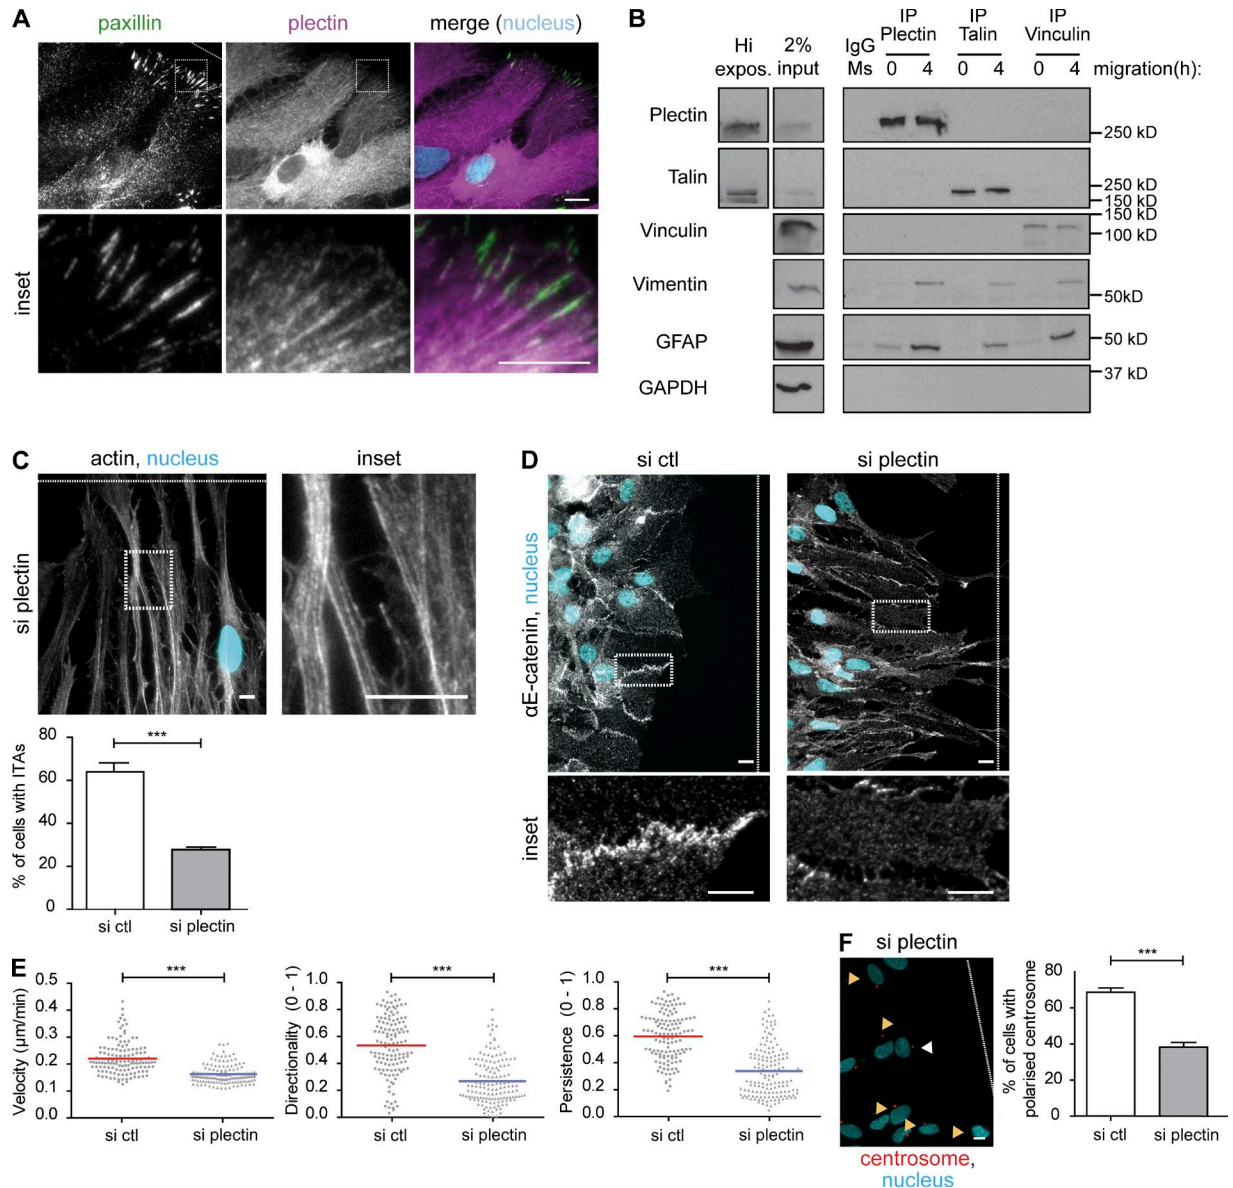 A
paxillin
plectin
merge (nucleus)
inset
B
IP Plectin
IP Talin
IP Vinculin
Hi expos.
2% input
IgG Ms
0 4 0 4 0 4 migration(h):
Plectin
250 kD
Talin
250 kD
150 kD
Vinculin
150 kD
100 kD
Vimentin
50kD
GFAP
50 kD
GAPDH
37 kD
C
actin, nucleus
inset
si plectin
% of cells with ITAs
80
60
40
20
0
***
si ctl
si plectin
D
si ctl
si plectin
αE-catenin, nucleus
inset
E
Velocity (μm/min)
0.5
0.4
0.3
0.2
0.1
0.0
***
si ctl
si plectin
Directionality (0 - 1)
1.0
0.8
0.6
0.4
0.2
0.0
***
si ctl
si plectin
Persistence (0 - 1)
1.0
0.8
0.6
0.4
0.2
0.0
***
si ctl
si plectin
F
si plectin
centrosome,
nucleus
% of cells with
polarised centrosome
80
60
40
20
0
***
si ctl
si plectin